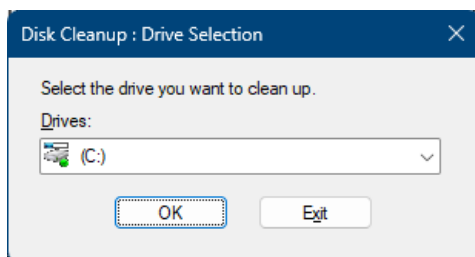 Disk Cleanup : Drive Selection
Select the drive you want to clean up.
Drives:
(C:)
OK
Exit